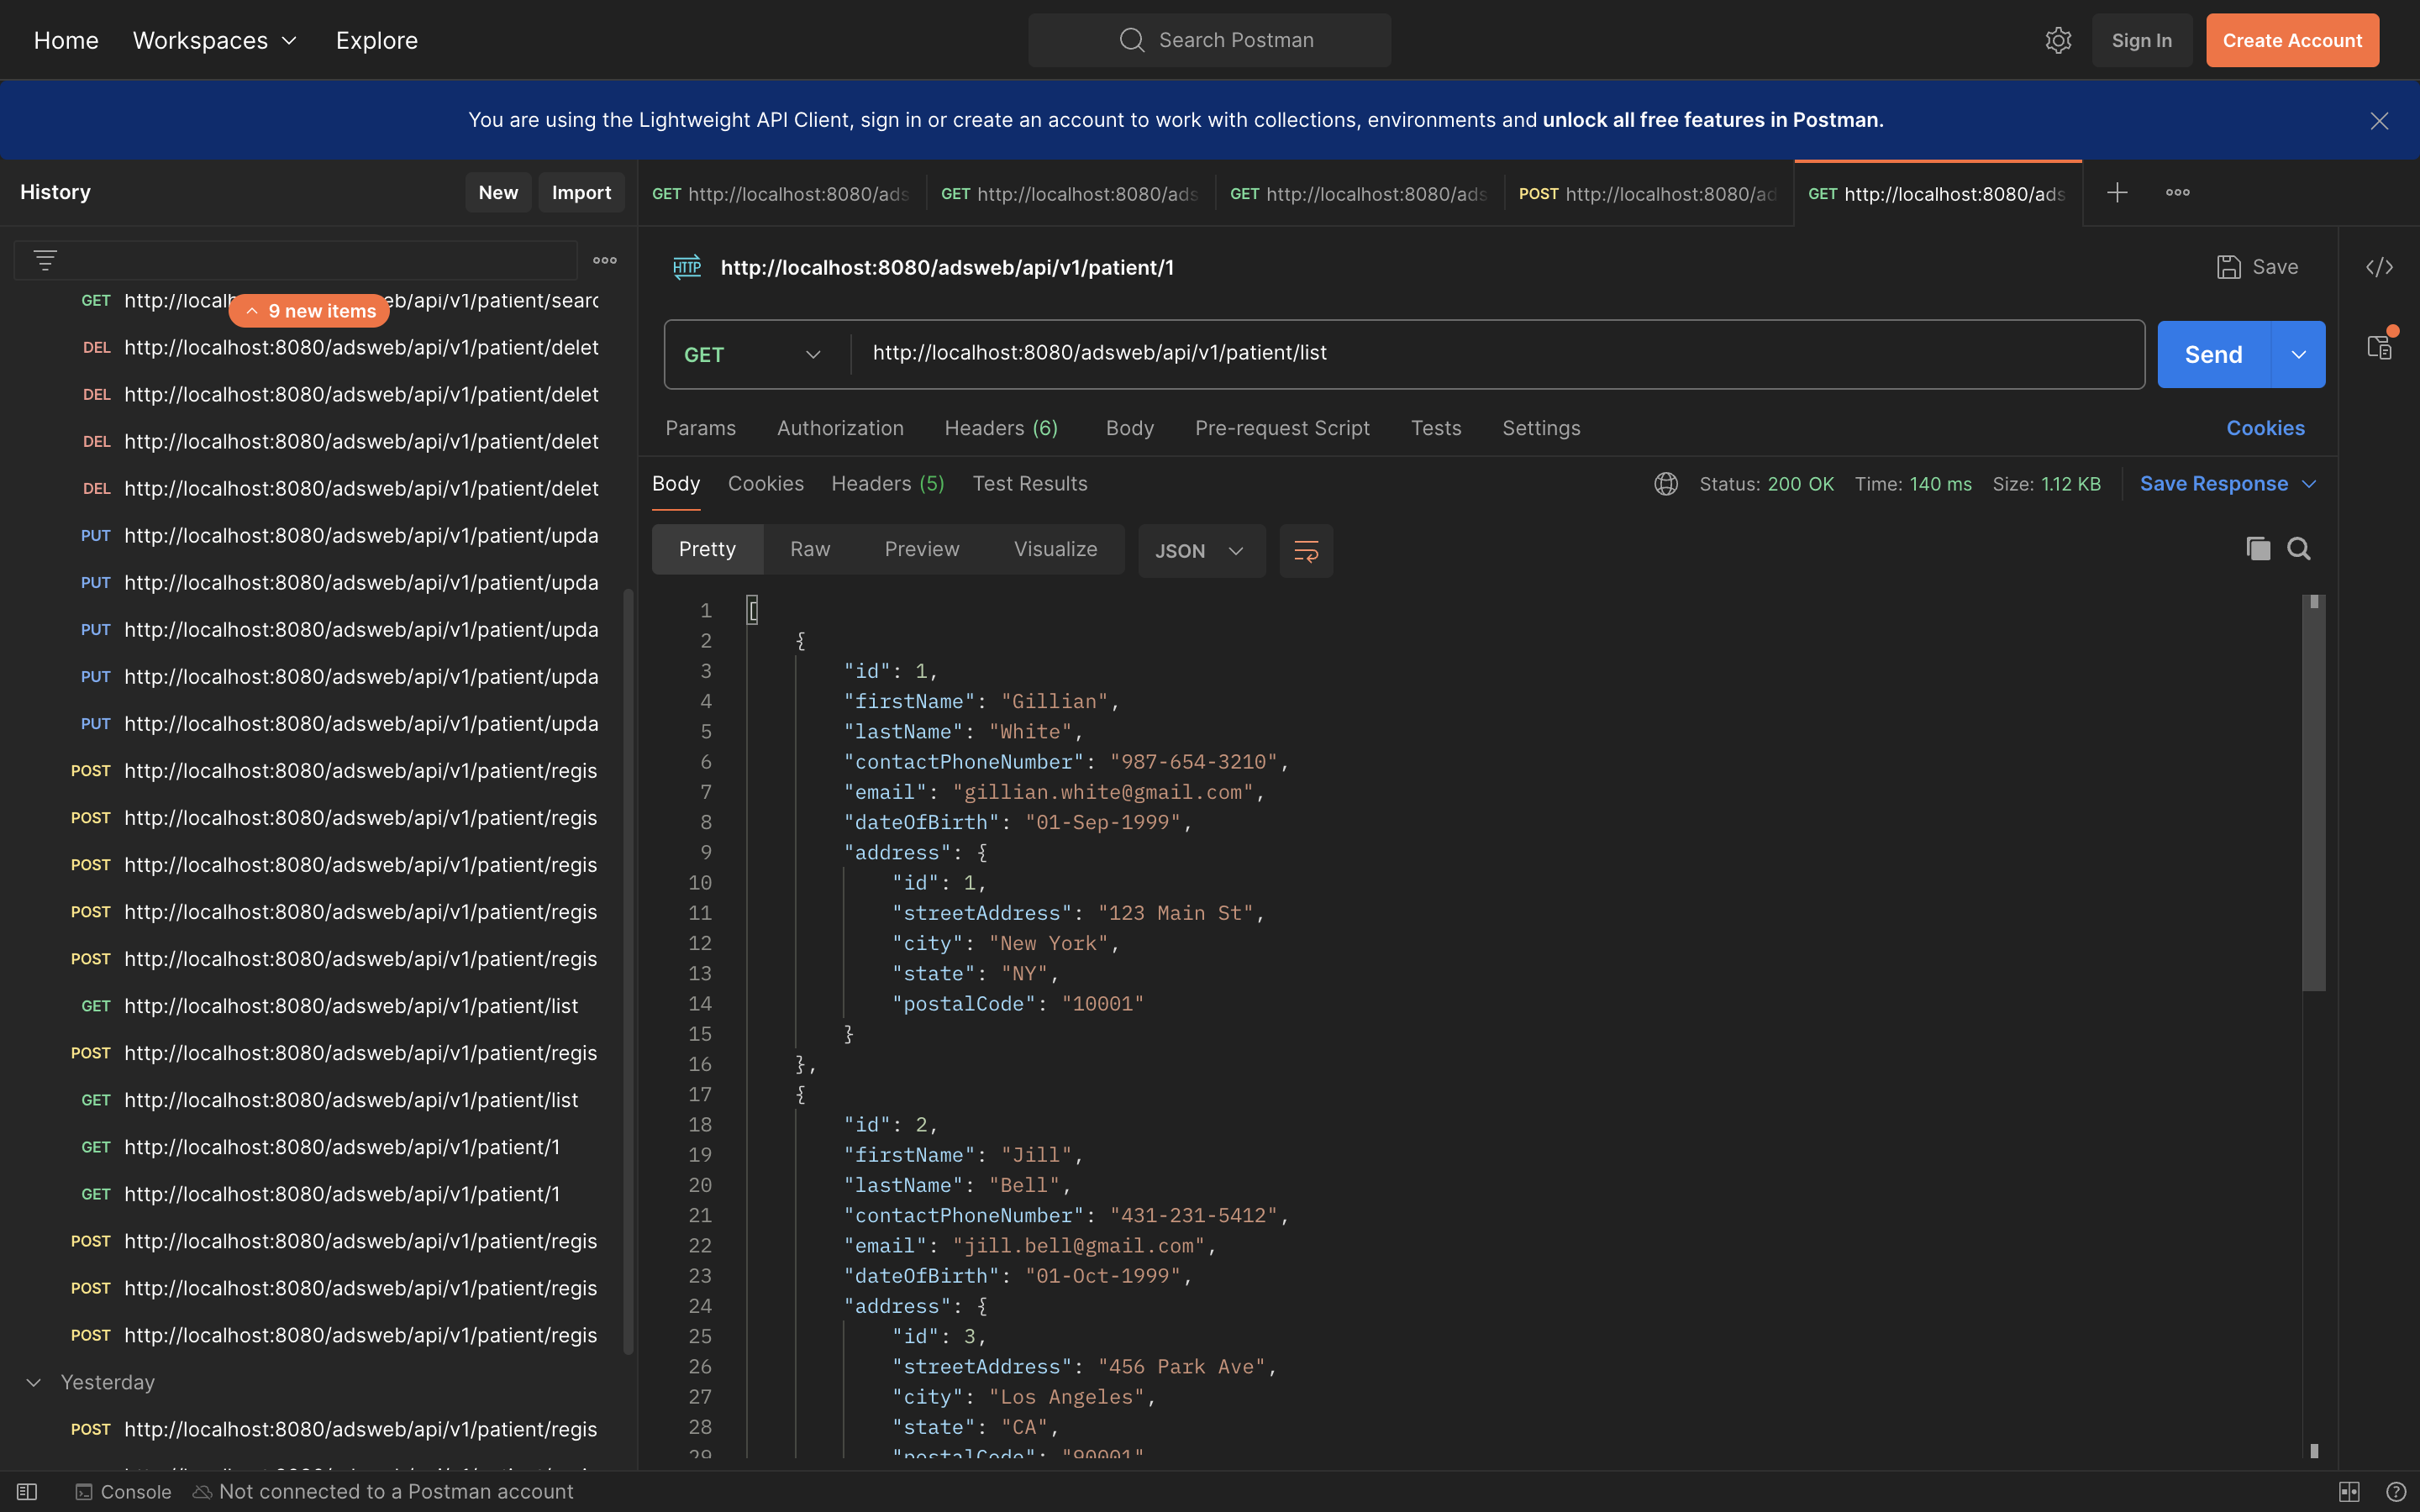 Home Workspaces Explore Search Postman Sign In Create Account
You are using the Lightweight API Client, sign in or create an account to work with collections, environments and unlock all free features in Postman.
History New Import
GET http://localhost:8080/ads
GET http://localhost:8080/ads
GET http://localhost:8080/ads
POST http://localhost:8080/ad
GET http://localhost:8080/ads
9 new items
GET http://local eb/api/v1/patient/searc
DEL http://localhost:8080/adsweb/api/v1/patient/delet
DEL http://localhost:8080/adsweb/api/v1/patient/delet
DEL http://localhost:8080/adsweb/api/v1/patient/delet
DEL http://localhost:8080/adsweb/api/v1/patient/delet
PUT http://localhost:8080/adsweb/api/v1/patient/upda
PUT http://localhost:8080/adsweb/api/v1/patient/upda
PUT http://localhost:8080/adsweb/api/v1/patient/upda
PUT http://localhost:8080/adsweb/api/v1/patient/upda
PUT http://localhost:8080/adsweb/api/v1/patient/upda
POST http://localhost:8080/adsweb/api/v1/patient/regis
POST http://localhost:8080/adsweb/api/v1/patient/regis
POST http://localhost:8080/adsweb/api/v1/patient/regis
POST http://localhost:8080/adsweb/api/v1/patient/regis
POST http://localhost:8080/adsweb/api/v1/patient/regis
GET http://localhost:8080/adsweb/api/v1/patient/list
POST http://localhost:8080/adsweb/api/v1/patient/regis
GET http://localhost:8080/adsweb/api/v1/patient/list
GET http://localhost:8080/adsweb/api/v1/patient/1
GET http://localhost:8080/adsweb/api/v1/patient/1
POST http://localhost:8080/adsweb/api/v1/patient/regis
POST http://localhost:8080/adsweb/api/v1/patient/regis
POST http://localhost:8080/adsweb/api/v1/patient/regis
Yesterday
POST http://localhost:8080/adsweb/api/v1/patient/regis
HTTP http://localhost:8080/adsweb/api/v1/patient/1 Save
GET http://localhost:8080/adsweb/api/v1/patient/list Send
Params Authorization Headers (6) Body Pre-request Script Tests Settings Cookies
Body Cookies Headers (5) Test Results Status: 200 OK Time: 140 ms Size: 1.12 KB Save Response
Pretty Raw Preview Visualize JSON
1 [
2 {
3 "id": 1,
4 "firstName": "Gillian",
5 "lastName": "White",
6 "contactPhoneNumber": "987-654-3210",
7 "email": "gillian.white@gmail.com",
8 "dateOfBirth": "01-Sep-1999",
9 "address": {
10 "id": 1,
11 "streetAddress": "123 Main St",
12 "city": "New York",
13 "state": "NY",
14 "postalCode": "10001"
15 }
16 },
17 {
18 "id": 2,
19 "firstName": "Jill",
20 "lastName": "Bell",
21 "contactPhoneNumber": "431-231-5412",
22 "email": "jill.bell@gmail.com",
23 "dateOfBirth": "01-Oct-1999",
24 "address": {
25 "id": 3,
26 "streetAddress": "456 Park Ave",
27 "city": "Los Angeles",
28 "state": "CA",
29 "postalCode": "90001"
Console Not connected to a Postman account